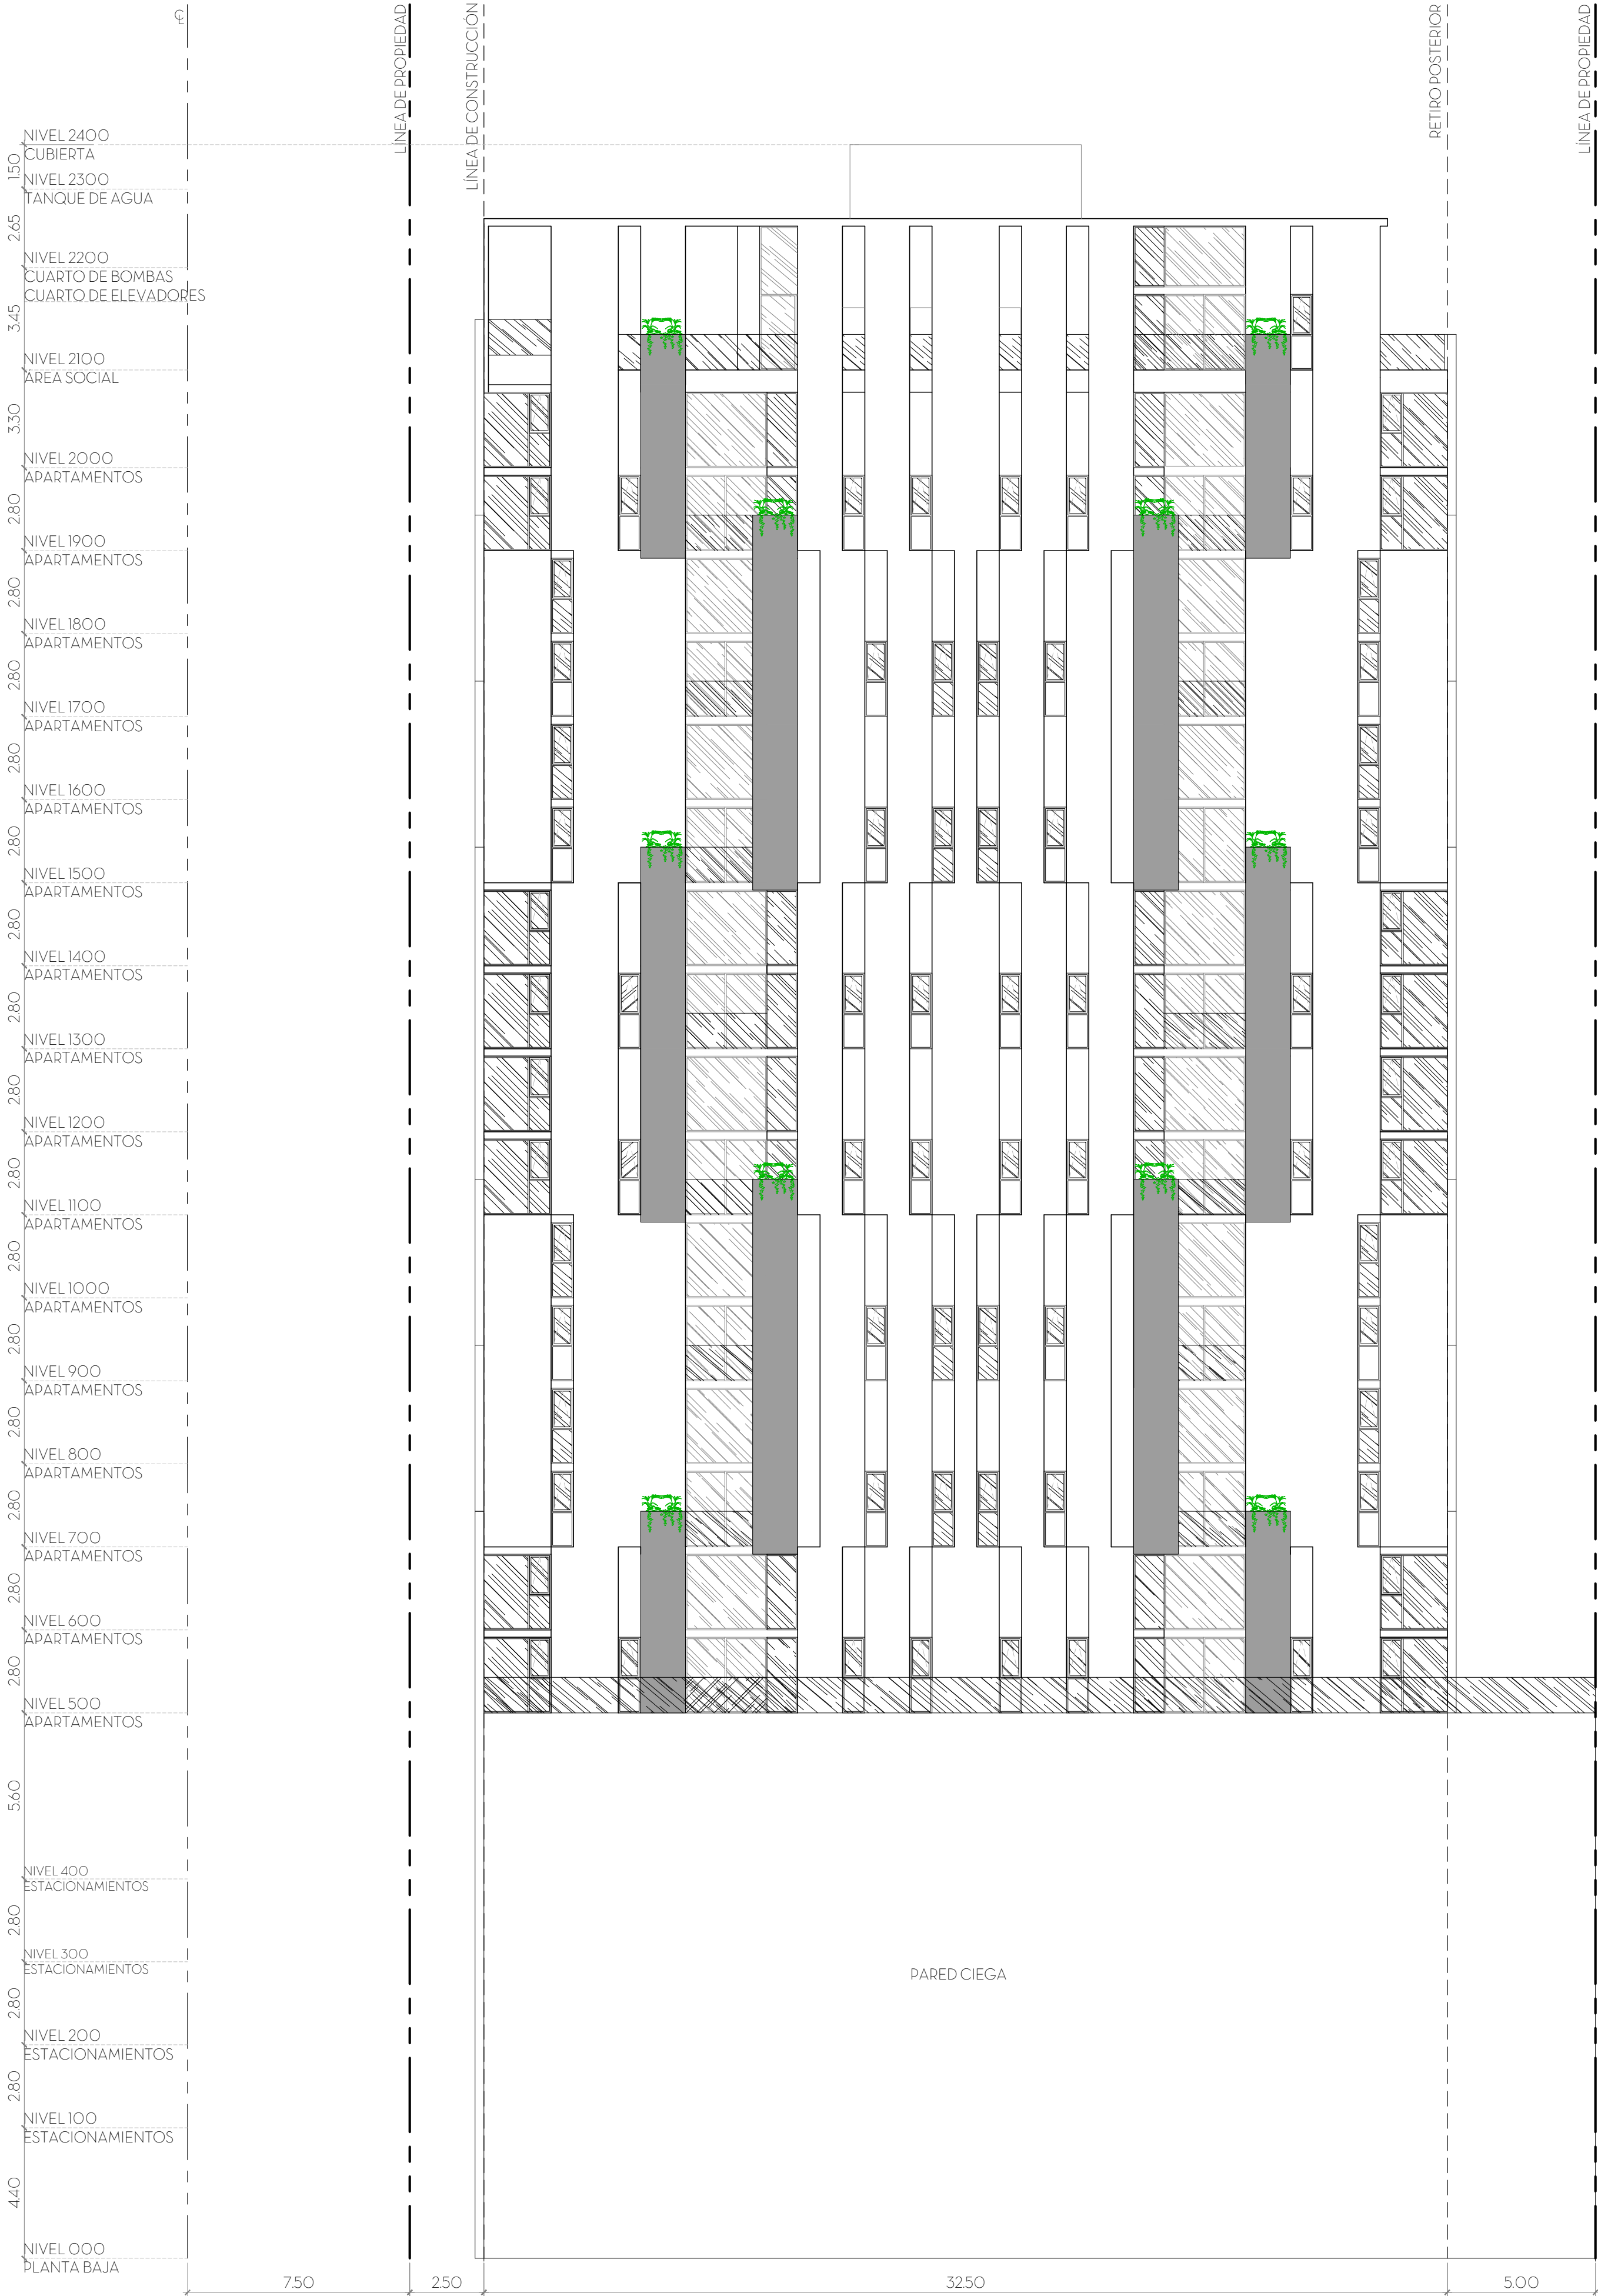 ℄
LÍNEA DE PROPIEDAD
LÍNEA DE CONSTRUCCIÓN
RETIRO POSTERIOR
LÍNEA DE PROPIEDAD
NIVEL 2400
CUBIERTA
1.50
NIVEL 2300
TANQUE DE AGUA
2.65
NIVEL 2200
CUARTO DE BOMBAS
CUARTO DE ELEVADORES
3.45
NIVEL 2100
ÁREA SOCIAL
3.30
NIVEL 2000
APARTAMENTOS
2.80
NIVEL 1900
APARTAMENTOS
2.80
NIVEL 1800
APARTAMENTOS
2.80
NIVEL 1700
APARTAMENTOS
2.80
NIVEL 1600
APARTAMENTOS
2.80
NIVEL 1500
APARTAMENTOS
2.80
NIVEL 1400
APARTAMENTOS
2.80
NIVEL 1300
APARTAMENTOS
2.80
NIVEL 1200
APARTAMENTOS
2.80
NIVEL 1100
APARTAMENTOS
2.80
NIVEL 1000
APARTAMENTOS
2.80
NIVEL 900
APARTAMENTOS
2.80
NIVEL 800
APARTAMENTOS
2.80
NIVEL 700
APARTAMENTOS
2.80
NIVEL 600
APARTAMENTOS
2.80
NIVEL 500
APARTAMENTOS
5.60
NIVEL 400
ESTACIONAMIENTOS
2.80
NIVEL 300
ESTACIONAMIENTOS
PARED CIEGA
2.80
NIVEL 200
ESTACIONAMIENTOS
2.80
NIVEL 100
ESTACIONAMIENTOS
4.40
NIVEL 000
PLANTA BAJA
7.50
2.50
32.50
5.00